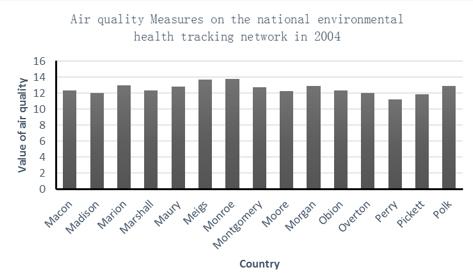 Air quality Measures on the national environmental
health tracking network in 2004
Value of air quality
16
14
12
10
8
6
4
2
0
Macon
Madison
Marion
Marshall
Maury
Meigs
Monroe
Montgomery
Moore
Morgan
Obion
Overton
Perry
Pickett
Polk
Country